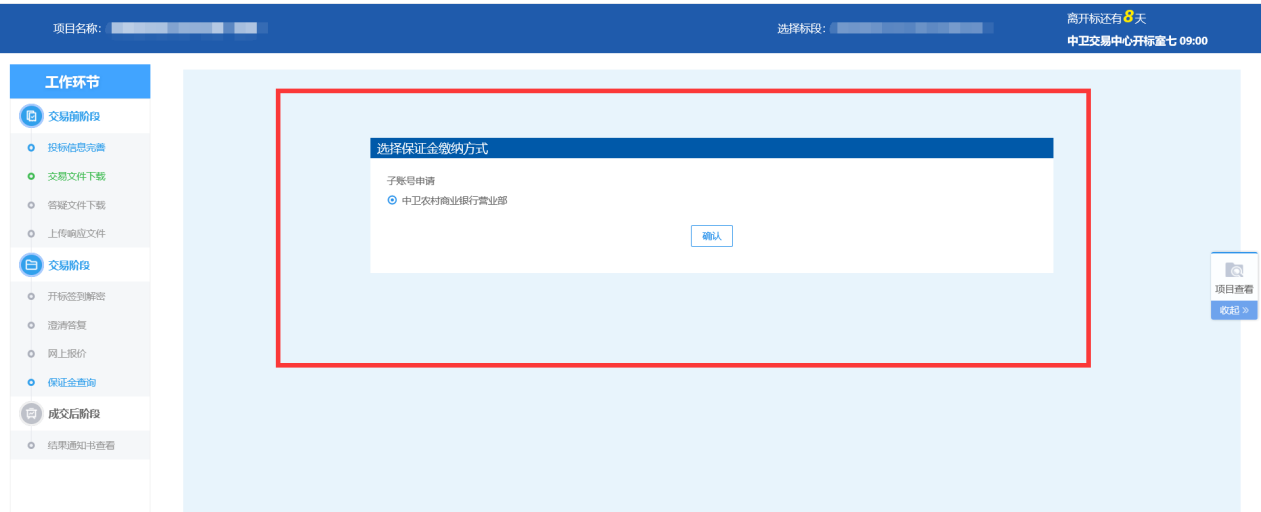 项目名称:
选择标段:
离开标还有8天
中卫交易中心开标室七 09:00
工作环节
交易前阶段
投标信息完善
交易文件下载
答疑文件下载
上传响应文件
交易阶段
开标签到解密
澄清答复
网上报价
保证金查询
成交后阶段
结果通知书查看
选择保证金缴纳方式
子账号申请
中卫农村商业银行营业部
确认
项目查看
收起 »